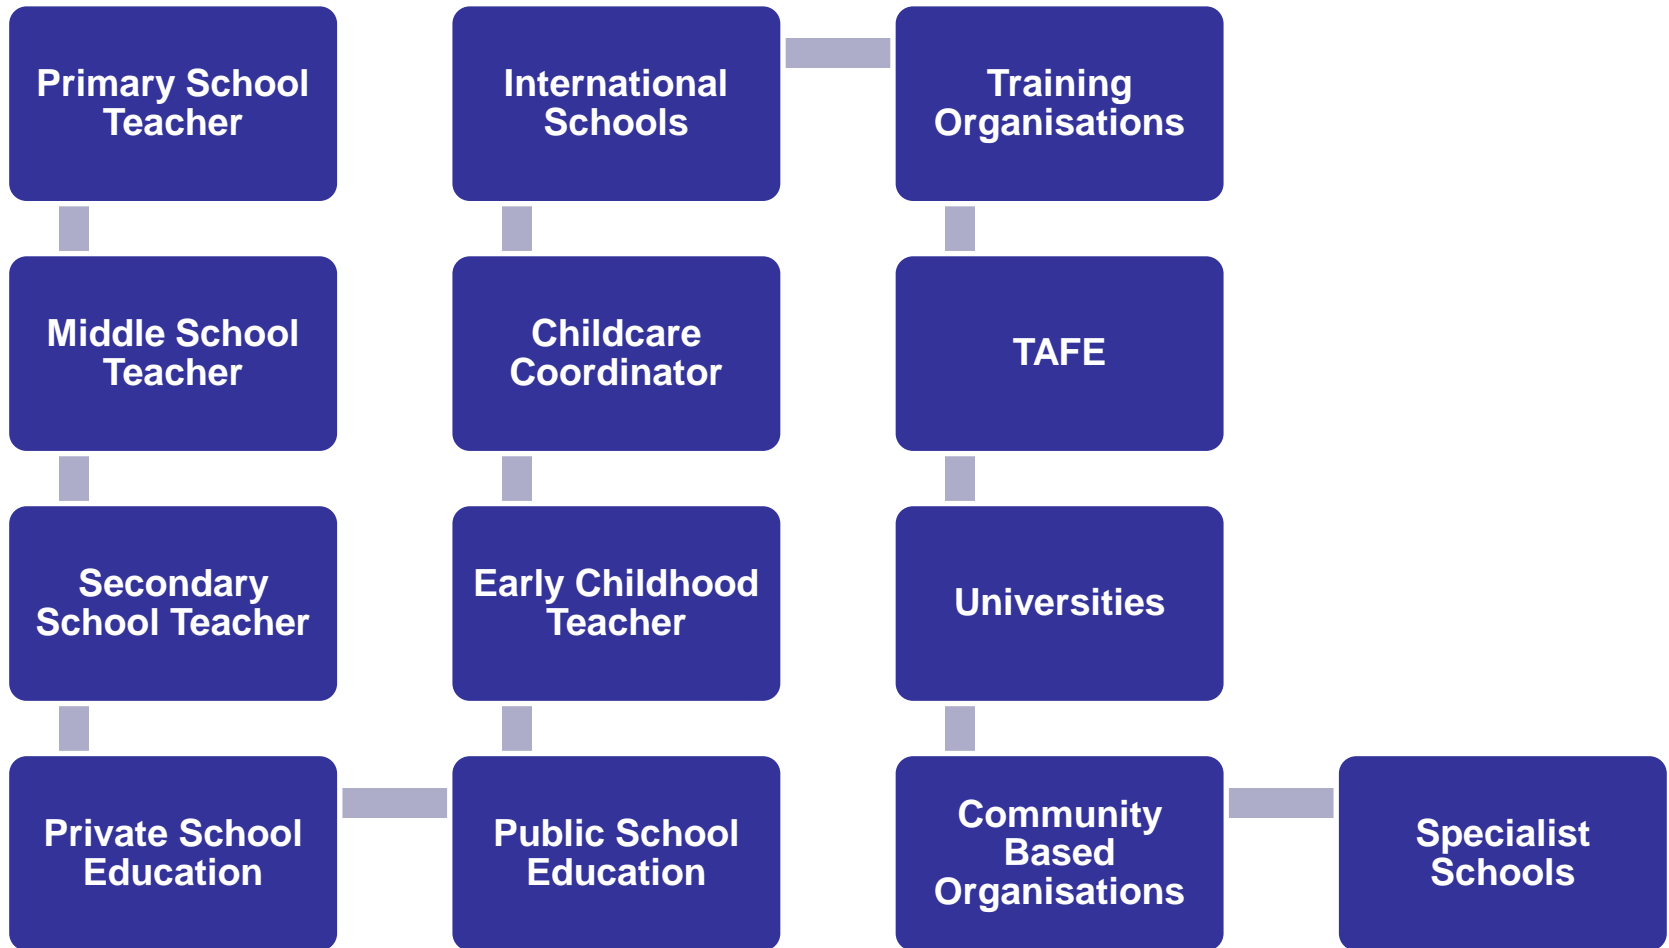 Primary School
Teacher
Middle School
Teacher
Secondary
School Teacher
Private School
Education
Public School
Education
Early Childhood
Teacher
Childcare
Coordinator
International
Schools
Training
Organisations
TAFE
Universities
Community
Based
Organisations
Specialist
Schools